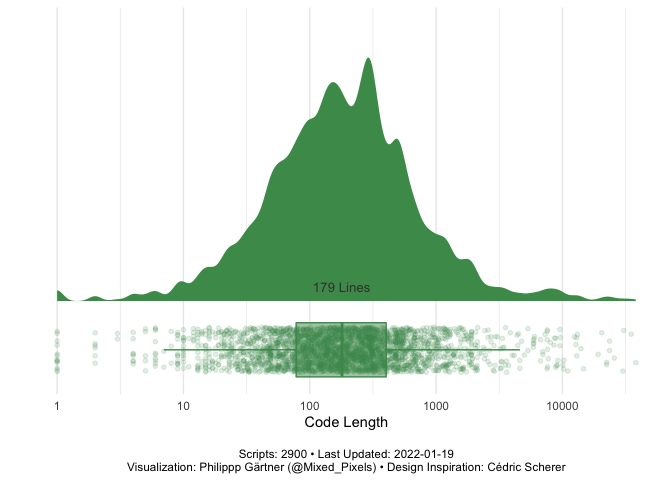 179 Lines
1 10 100 1000 10000
Code Length
Scripts: 2900 • Last Updated: 2022-01-19
Visualization: Philippp Gärtner (@Mixed_Pixels) • Design Inspiration: Cédric Scherer